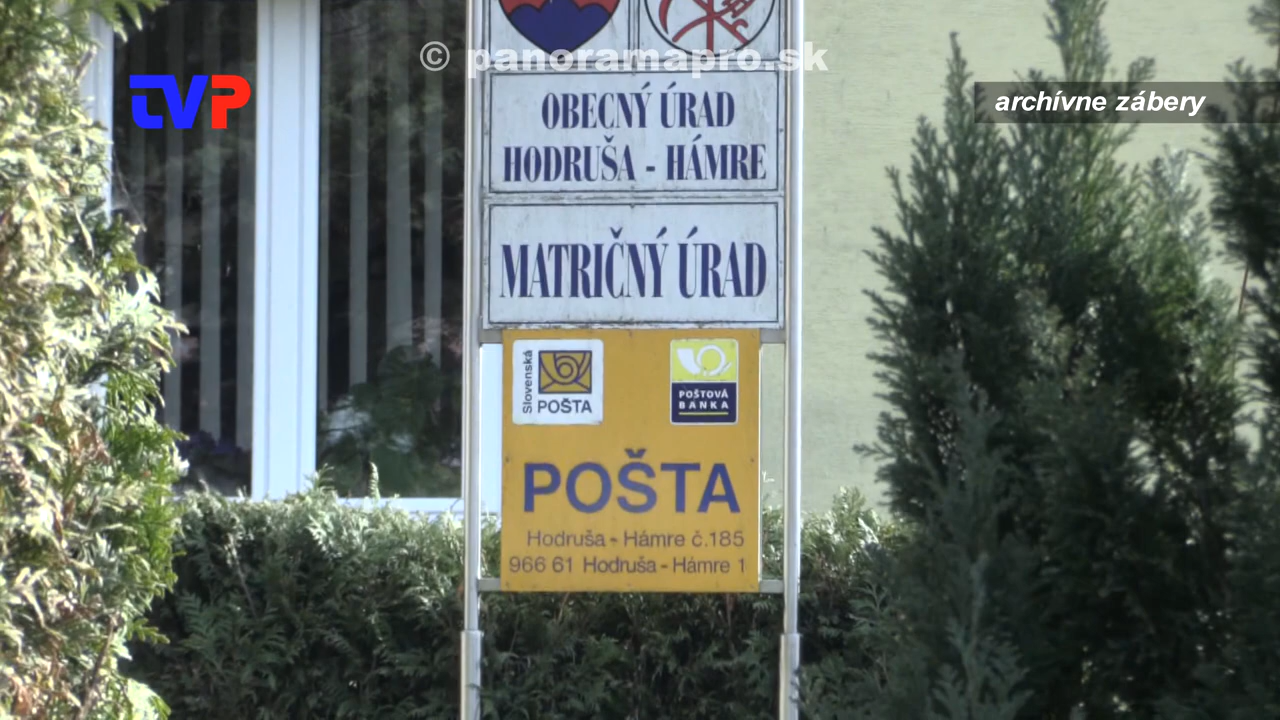 © panoramapro.sk
TVP
archívne zábery
OBECNÝ ÚRAD
HODRUŠA - HÁMRE
MATRIČNÝ ÚRAD
Slovenská
POŠTA
POŠTOVÁ
BANKA
POŠTA
Hodruša - Hámre č.185
966 61 Hodruša - Hámre 1